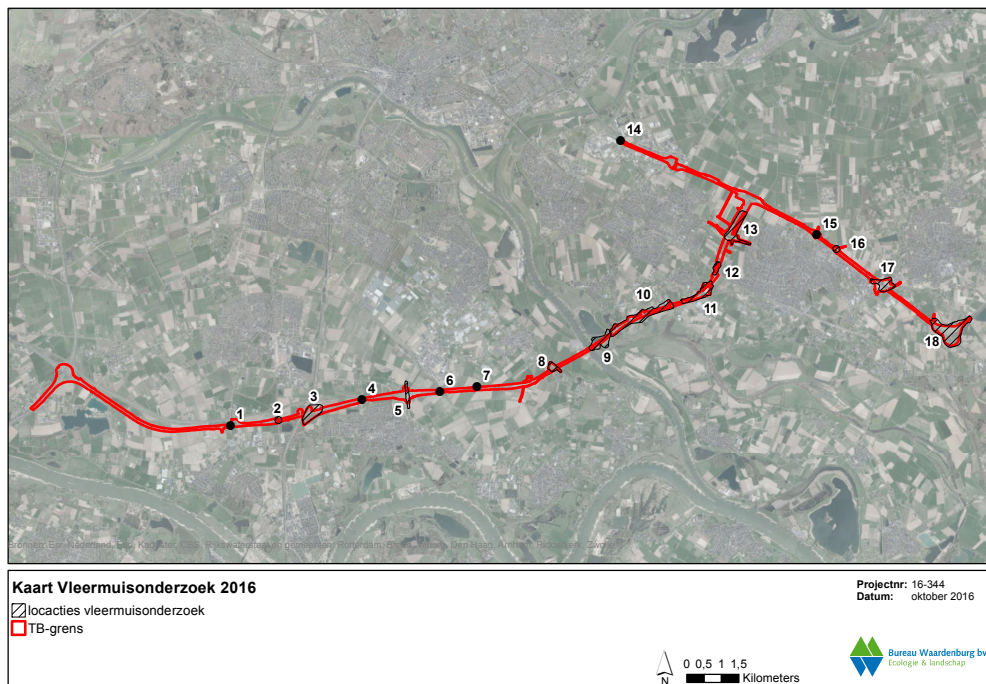 14
15
16
13
17
12
10
11
18
9
8
7
6
5
4
3
2
1
Kaart Vleermuisonderzoek 2016
locacties vleermuisonderzoek
TB-grens
Projectnr: 16-344
Datum: oktober 2016
N
0 0,5 1 1,5
Kilometers
Bureau Waardenburg bv
Ecologie & landschap